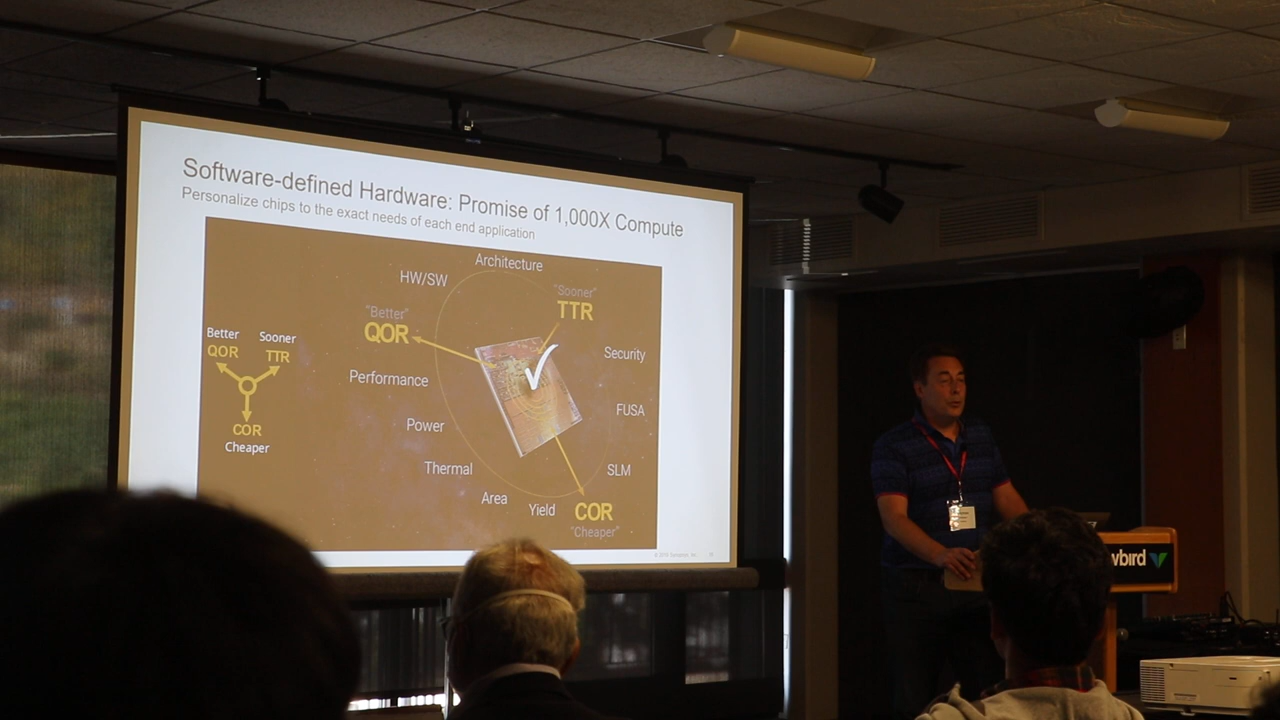 Software-defined Hardware: Promise of 1,000X Compute
Personalize chips to the exact needs of each end application
Architecture
HW/SW
"Sooner"
TTR
"Better"
QOR
Better
QOR
Sooner
TTR
COR
Cheaper
Security
Performance
FUSA
Power
Thermal
SLM
Area
Yield
COR
"Cheaper"
wbird